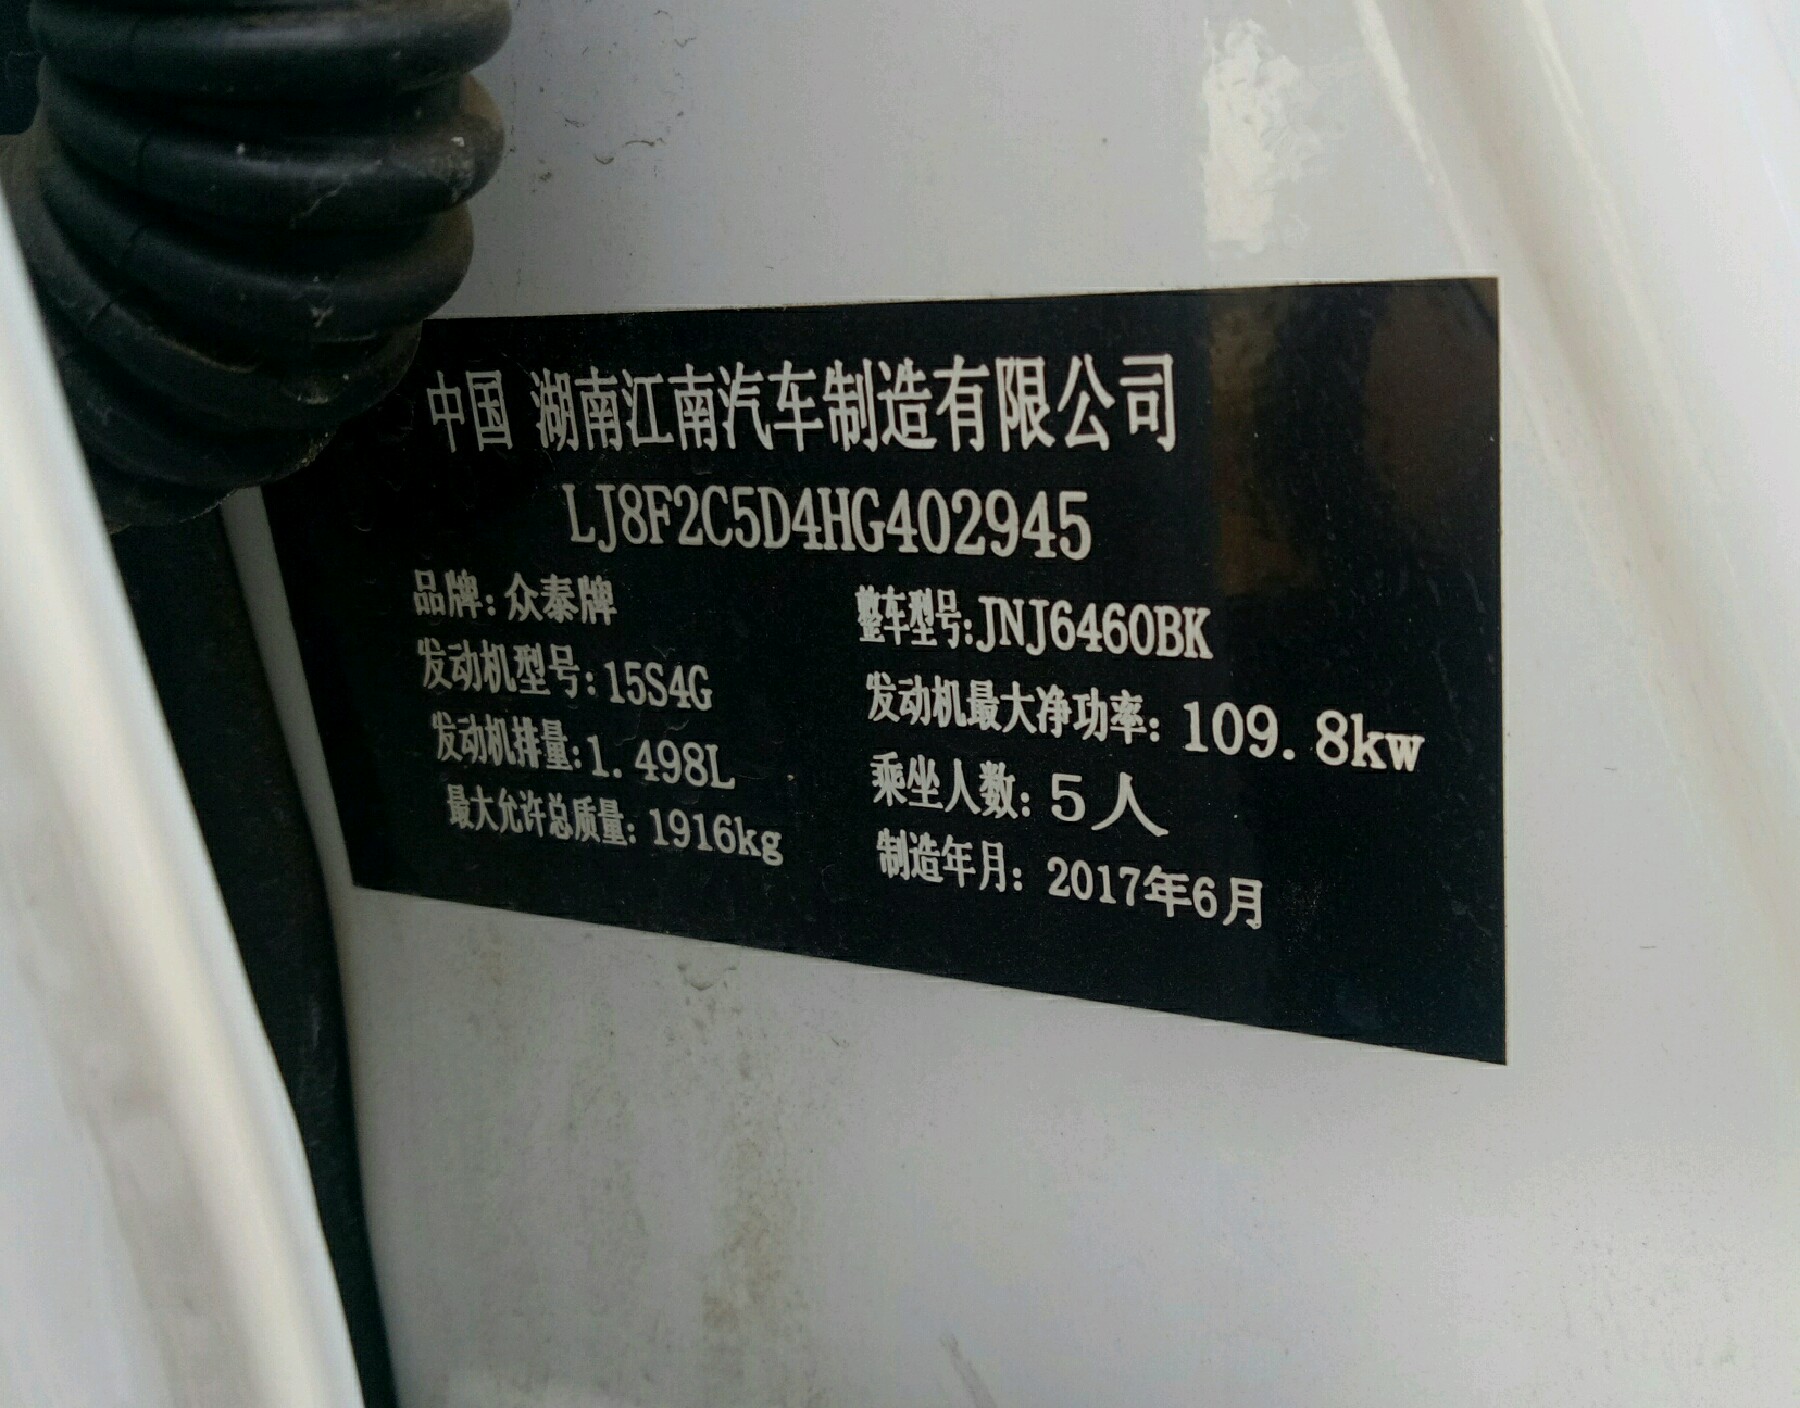 中国 湖南江南汽车制造有限公司
LJ8F2C5D4HG402945
品牌:众泰牌 整车型号:JNJ6460BK
发动机型号:15S4G 发动机最大净功率:109.8kw
发动机排量:1.498L 乘坐人数:5人
最大允许总质量:1916kg 制造年月:2017年6月